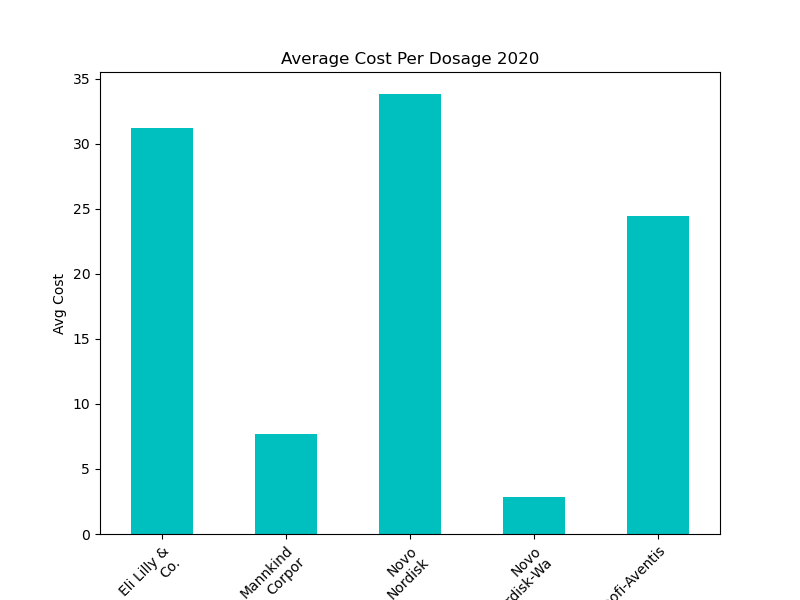 Average Cost Per Dosage 2020
Avg Cost
35
30
25
20
15
10
5
0
Eli Lilly &
Co.
Mannkind
Corpor
Novo
Nordisk
Novo
rdisk-Wa
ofi-Aventis